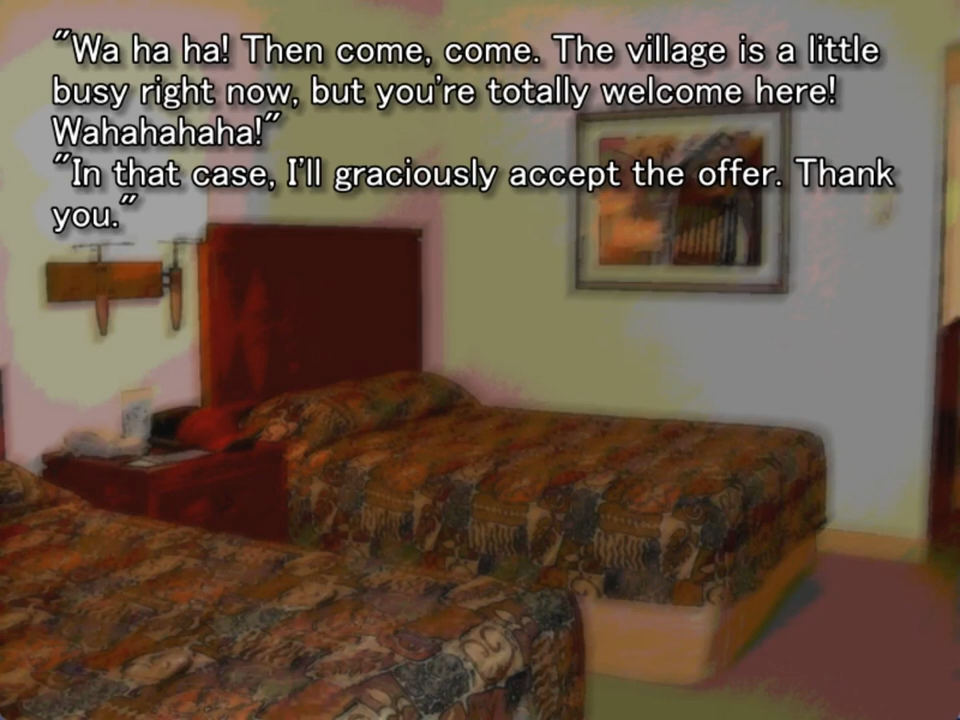 "Wa ha ha! Then come, come. The village is a little
busy right now, but you're totally welcome here!
Wahahahaha!"
"In that case, I'll graciously accept the offer. Thank
you."